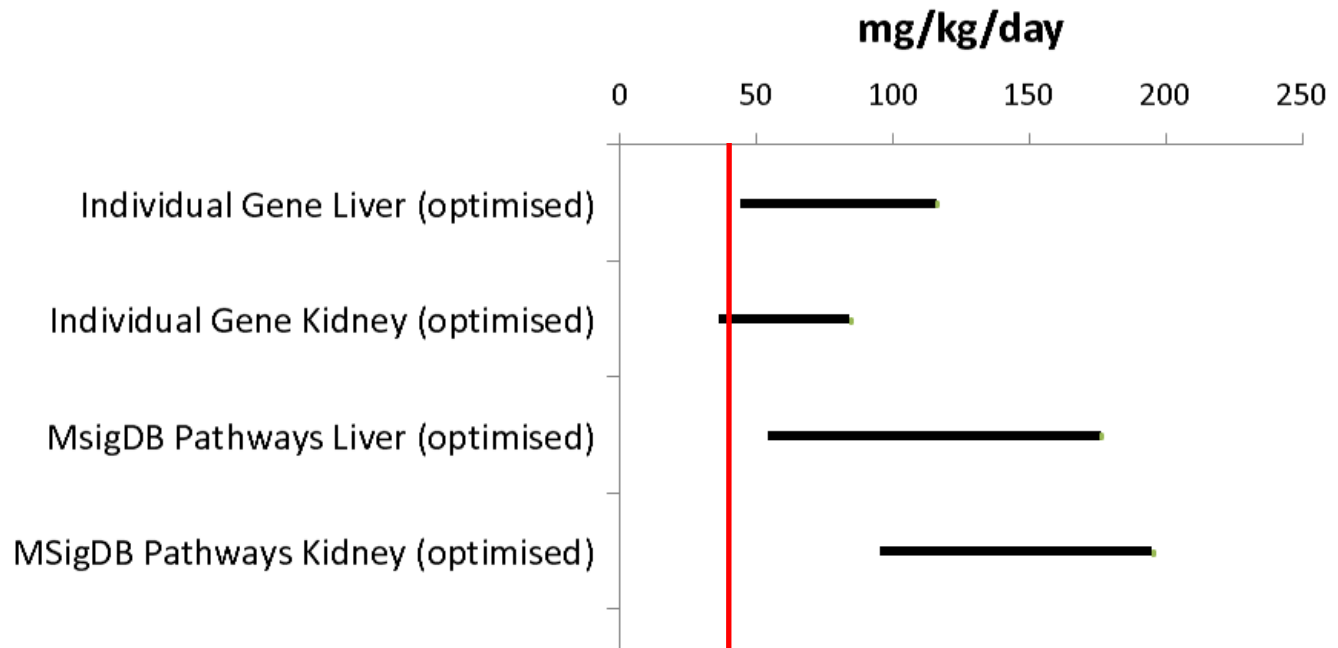 mg/kg/day
0 50 100 150 200 250
Individual Gene Liver (optimised)
Individual Gene Kidney (optimised)
MsigDB Pathways Liver (optimised)
MSigDB Pathways Kidney (optimised)